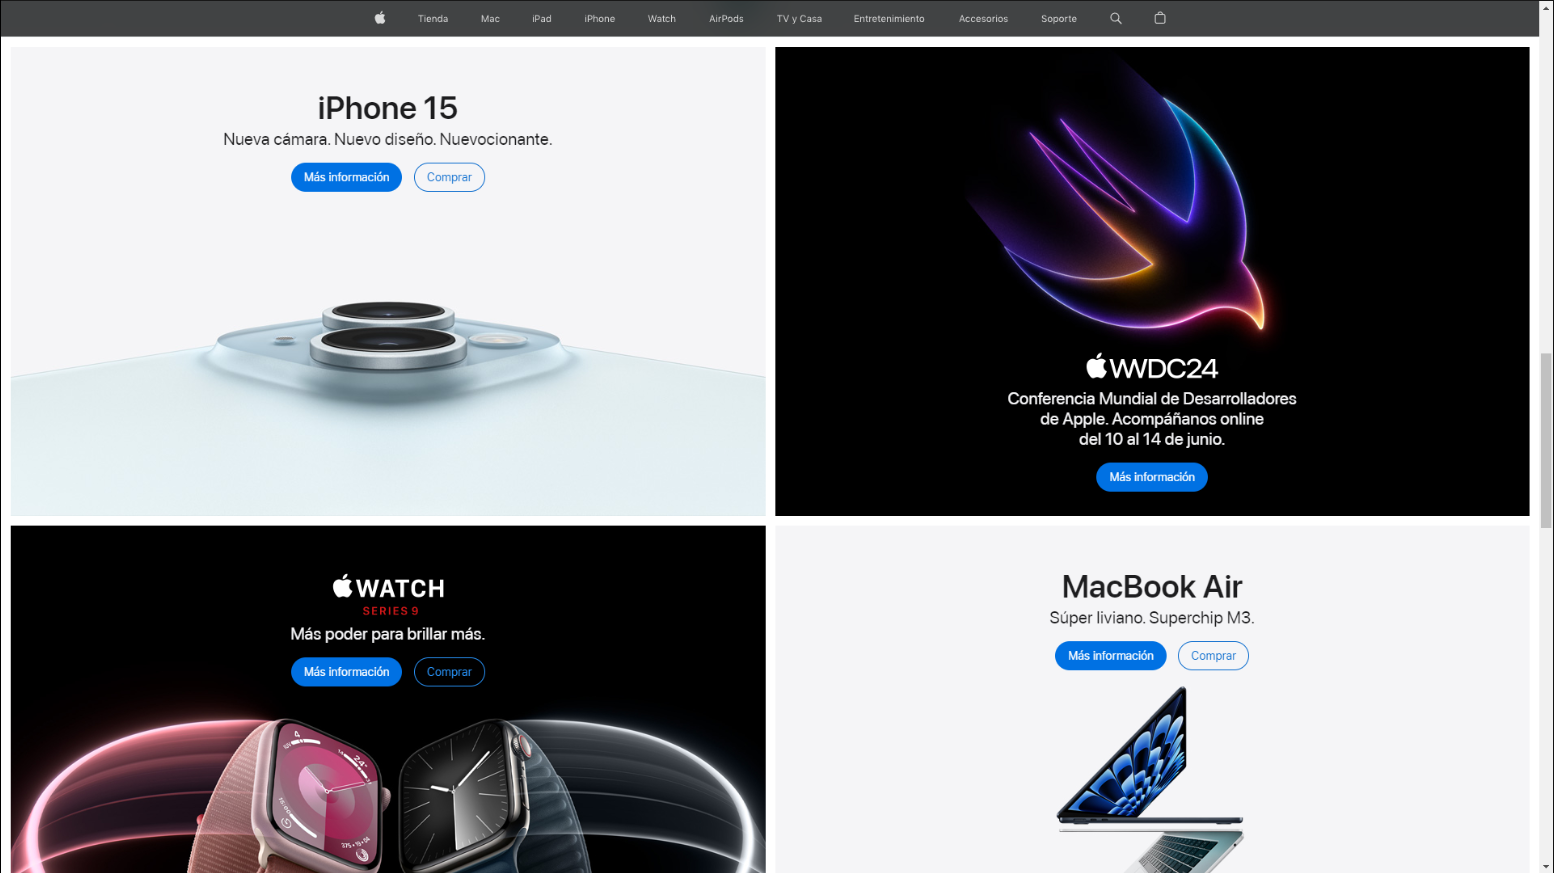 Tienda Mac iPad iPhone Watch AirPods TV y Casa Entretenimiento Accesorios Soporte
iPhone 15
Nueva cámara. Nuevo diseño. Nuevocionante.
Más información Comprar
WWDC24
Conferencia Mundial de Desarrolladores
de Apple. Acompáñanos online
del 10 al 14 de junio.
Más información
WATCH
SERIES 9
Más poder para brillar más.
Más información Comprar
MacBook Air
Súper liviano. Superchip M3.
Más información Comprar